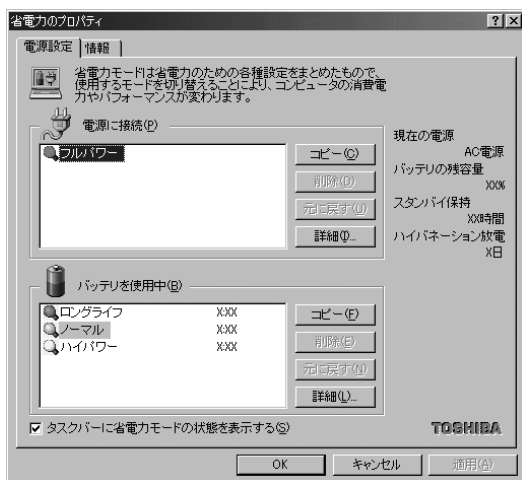 省電力のプロパティ
電源設定 情報
省電力モードは省電力のための各種設定をまとめたもので、
使用するモードを切り替えることにより、コンピュータの消費電
力やパフォーマンスが変わります。
電源に接続(P)
フルパワー
コピー(C)
削除(D)
元に戻す(U)
詳細(I)...
現在の電源
AC電源
バッテリの残容量
XX%
スタンバイ保持
XX時間
ハイバネーション放電
X日
バッテリを使用中(B)
ロングライフ X:XX
ノーマル X:XX
ハイパワー X:XX
コピー(F)
削除(E)
元に戻す(N)
詳細(L)...
タスクバーに省電力モードの状態を表示する(S)
TOSHIBA
OK キャンセル 適用(A)